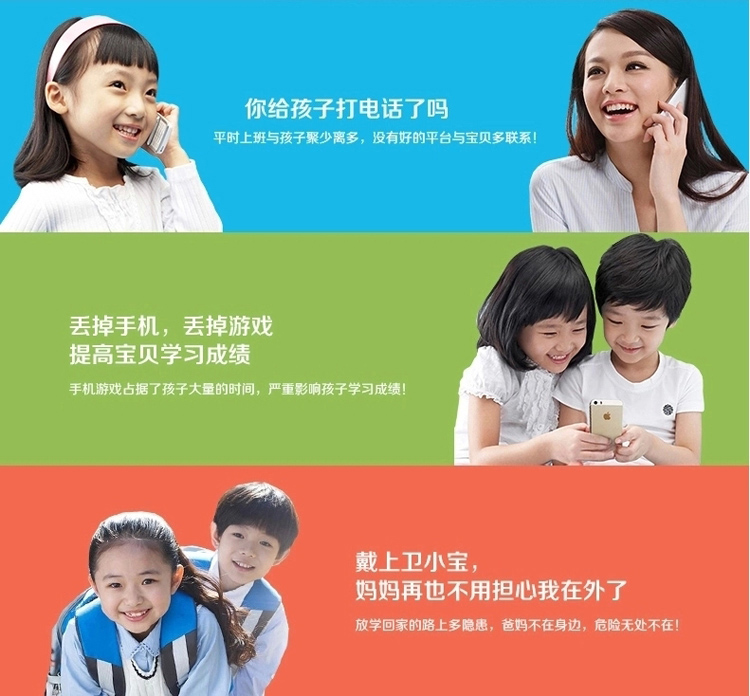 你给孩子打电话了吗
平时上班与孩子聚少离多，没有好的平台与宝贝多联系！
丢掉手机，丢掉游戏
提高宝贝学习成绩
手机游戏占据了孩子大量的时间，严重影响孩子学习成绩！
戴上卫小宝，
妈妈再也不用担心我在外了
放学回家的路上多隐患，爸妈不在身边，危险无处不在！